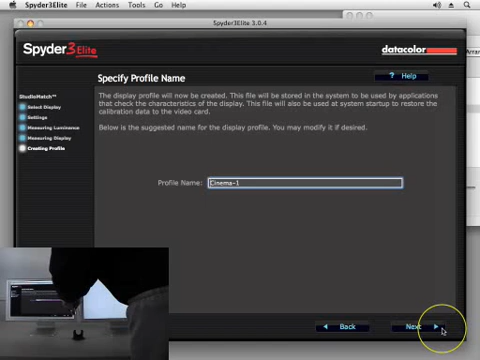 Spyder3Elite File Actions Tools Go Help
Spyder3Elite 3.0.4
Spyder3Elite
datacolor
Specify Profile Name
? Help
StudioMatch™
Select Display
Settings
Measuring Luminance
Measuring Display
Creating Profile
The display profile will now be created. This file will be stored in the system to be used by applications
that check the characteristics of the display. This file will also be used at system startup to restore the
calibration data to the video card.
Below is the suggested name for the display profile. You may modify it if desired.
Profile Name: Cinema-1
Back
Next